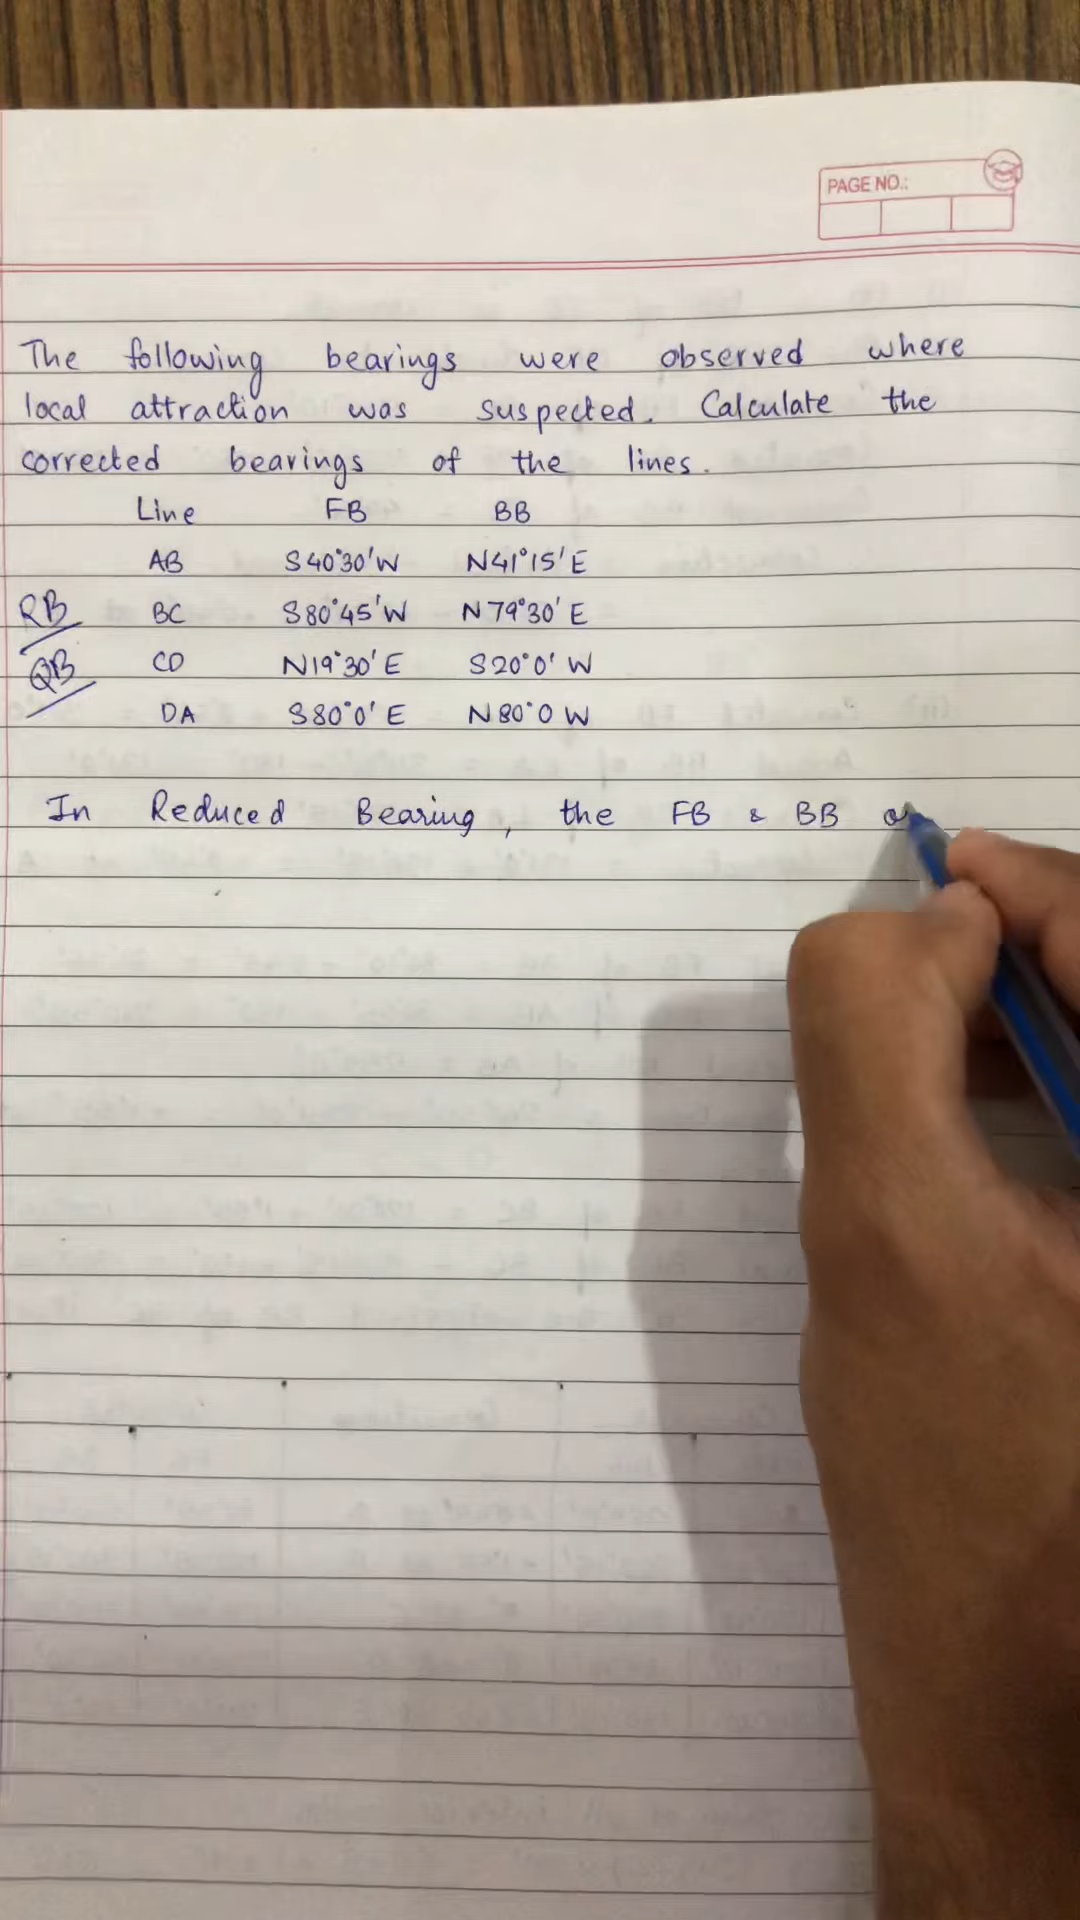 PAGE NO.:
The following bearings were observed where
local attraction was suspected. Calculate the
corrected bearings of the lines.
Line FB BB
AB S40°30'W N41°15'E
RB BC S80°45'W N79°30'E
QB CD N19°30'E S20°0'W
DA S80°0'E N80°0W
In Reduced Bearing, the FB & BB